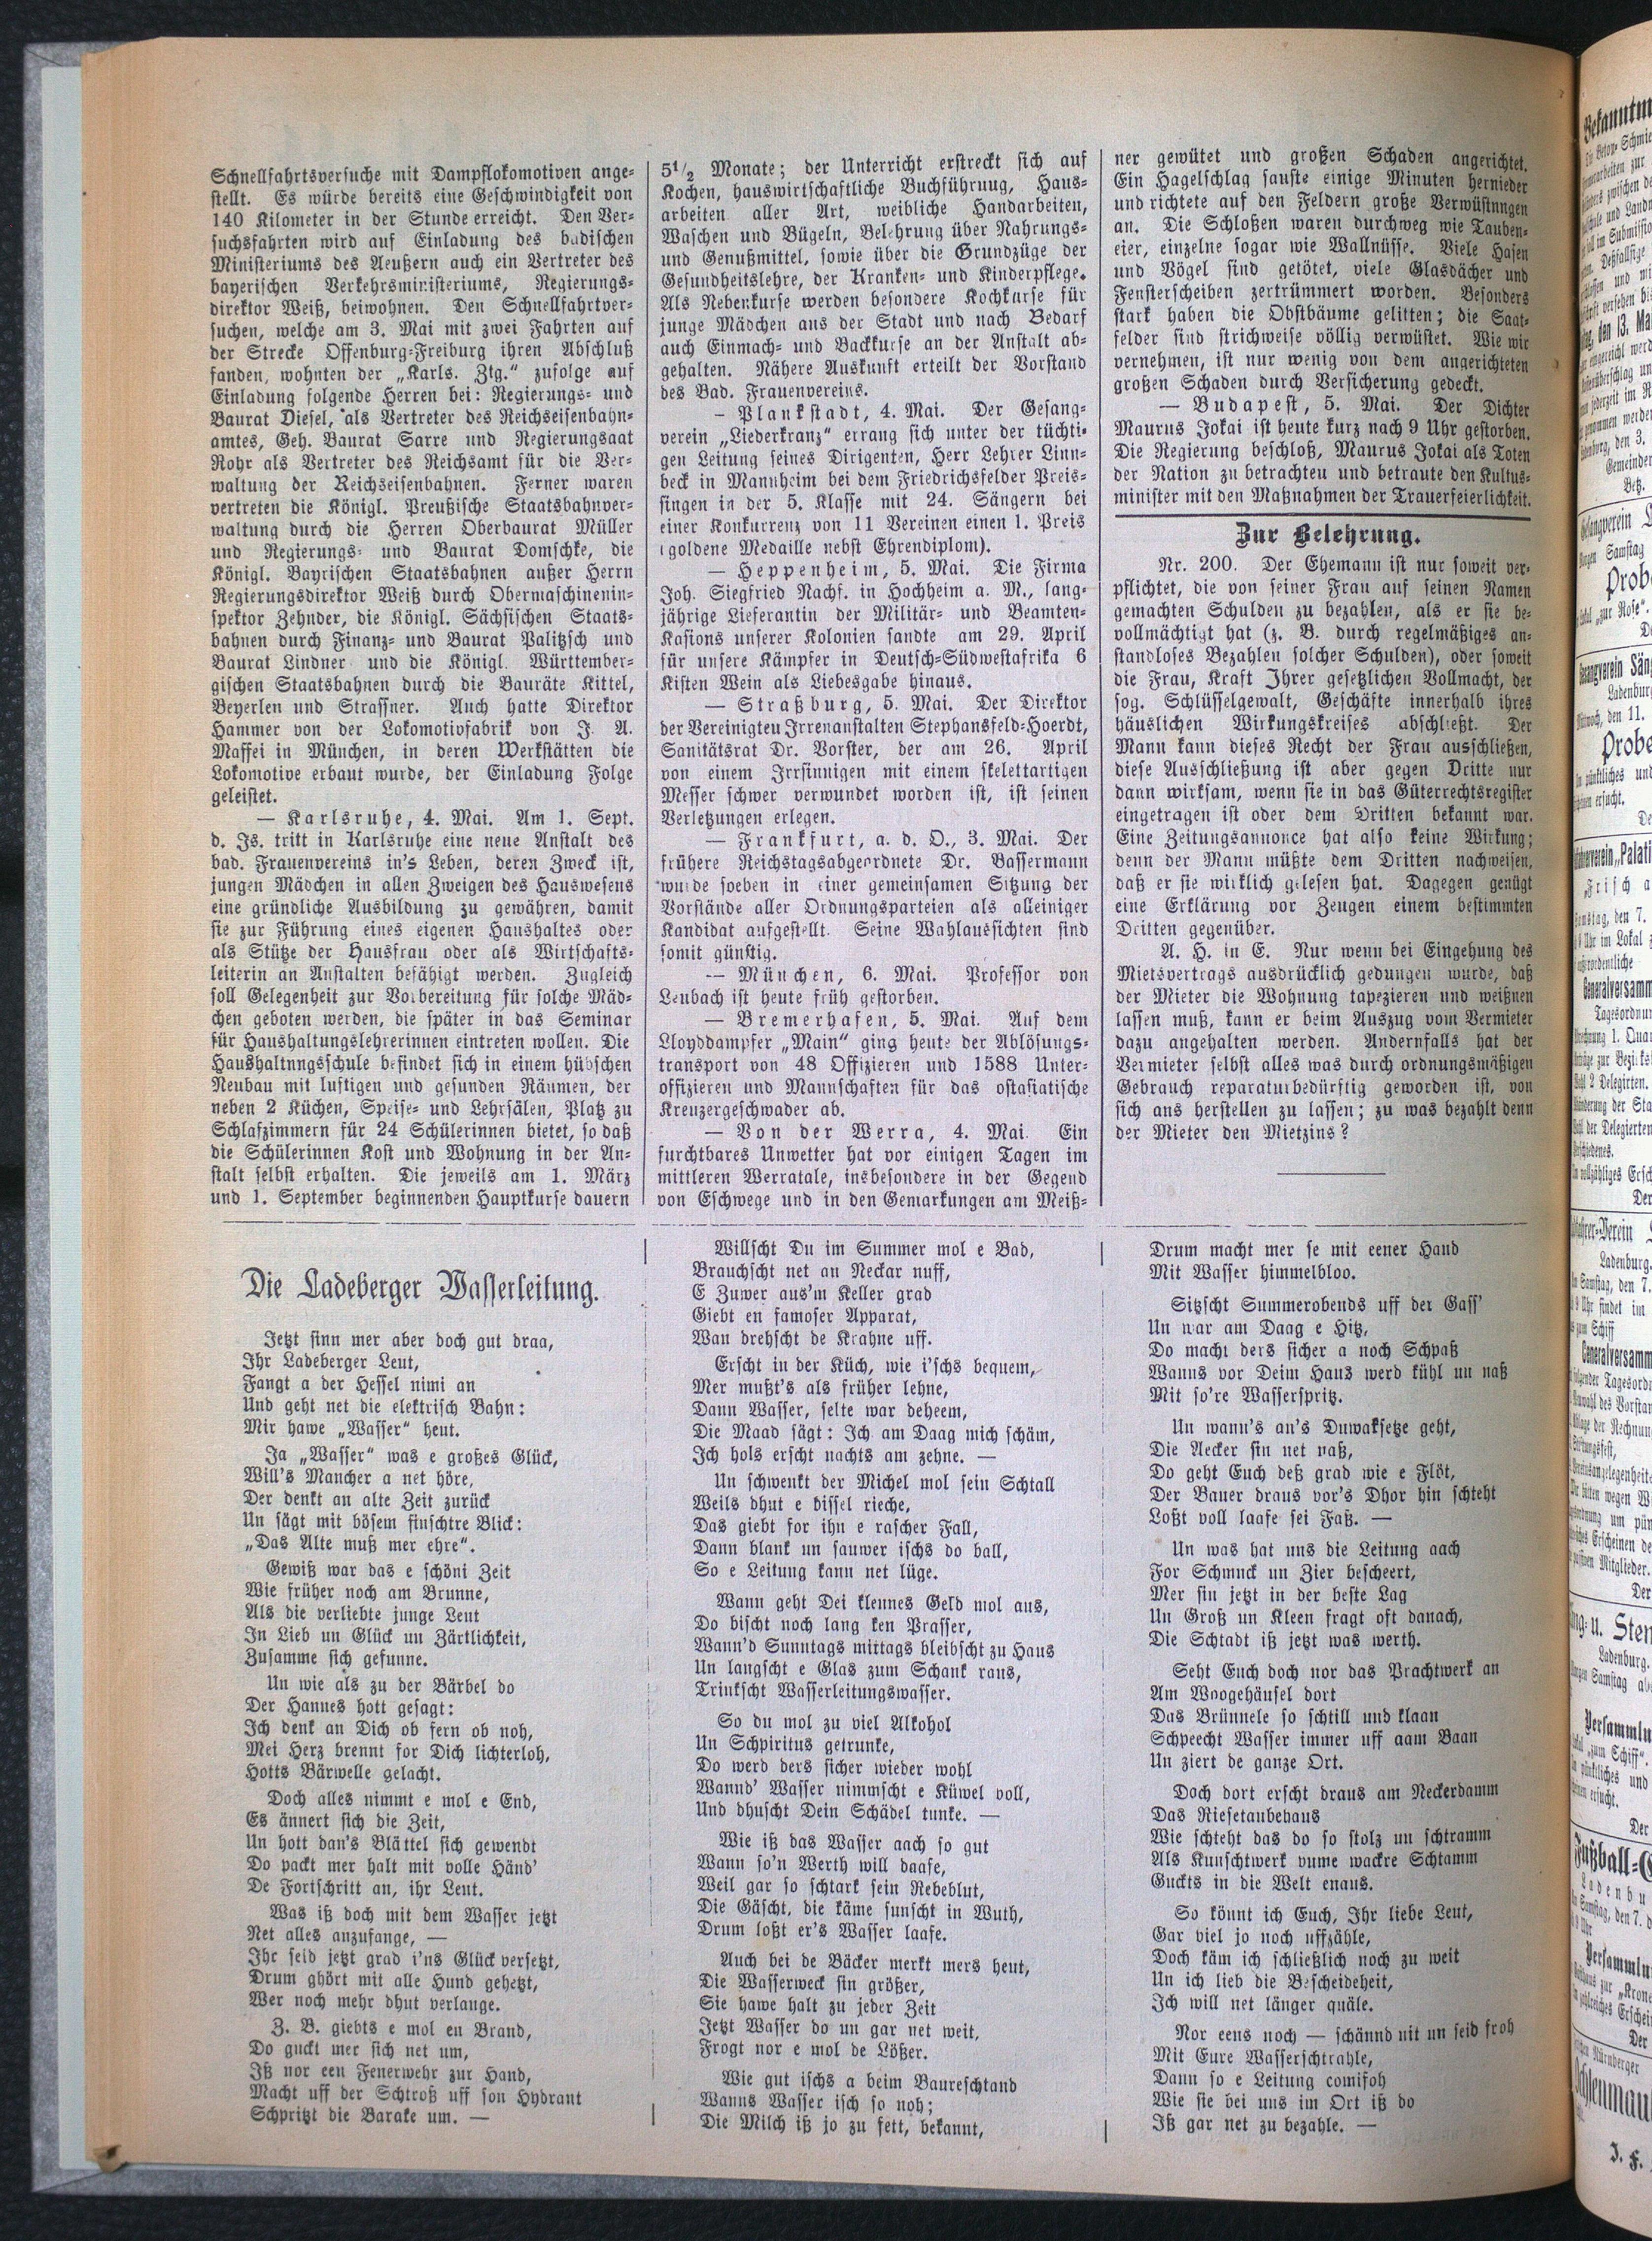 Schnellfahrtsversuche mit Dampflokomotiven ange-
stellt. Es würde bereits eine Geschwindigkeit von
140 Kilometer in der Stunde erreicht. Den Ver-
suchsfahrten wird auf Einladung des badischen
Ministeriums des Aeußern auch ein Vertreter des
bayerischen Verkehrsministeriums, Regierungs-
direktor Weiß, beiwohnen. Den Schnellfahrtver-
suchen, welche am 3. Mai mit zwei Fahrten auf
der Strecke Offenburg-Freiburg ihren Abschluß
fanden, wohnten der „Karls. Ztg.“ zufolge auf
Einladung folgende Herren bei: Regierungs- und
Baurat Diesel, als Vertreter des Reichseisenbahn-
amtes, Geh. Baurat Sarre und Regierungsaat
Rohr als Vertreter des Reichsamt für die Ver-
waltung der Reichseisenbahnen. Ferner waren
vertreten die Königl. Preußische Staatsbahnver-
waltung durch die Herren Oberbaurat Müller
und Regierungs- und Baurat Domschke, die
Königl. Bayrischen Staatsbahnen außer Herrn
Regierungsdirektor Weiß durch Obermaschinenin-
spektor Zehnder, die Königl. Sächsischen Staats-
bahnen durch Finanz- und Baurat Palitzsch und
Baurat Lindner und die Königl. Württember-
gischen Staatsbahnen durch die Bauräte Kittel,
Beyerlen und Strassner. Auch hatte Direktor
Hammer von der Lokomotivfabrik von J. A.
Maffei in München, in deren Werkstätten die
Lokomotive erbaut wurde, der Einladung Folge
geleistet.
— Karlsruhe, 4. Mai. Am 1. Sept.
d. Js. tritt in Karlsruhe eine neue Anstalt des
bad. Frauenvereins in's Leben, deren Zweck ist,
jungen Mädchen in allen Zweigen des Hauswesens
eine gründliche Ausbildung zu gewähren, damit
sie zur Führung eines eigenen Haushaltes oder
als Stütze der Hausfrau oder als Wirtschafts-
leiterin an Anstalten befähigt werden. Zugleich
soll Gelegenheit zur Vorbereitung für solche Mäd-
chen geboten werden, die später in das Seminar
für Haushaltungslehrerinnen eintreten wollen. Die
Haushaltnngsschule befindet sich in einem hübschen
Neubau mit luftigen und gesunden Räumen, der
neben 2 Küchen, Speise- und Lehrsälen, Platz zu
Schlafzimmern für 24 Schülerinnen bietet, so daß
die Schülerinnen Kost und Wohnung in der An-
stalt selbst erhalten. Die jeweils am 1. März
und 1. September beginnenden Hauptkurse dauern
5½ Monate; der Unterricht erstreckt sich auf
Kochen, hauswirtschaftliche Buchführung, Haus-
arbeiten aller Art, weibliche Handarbeiten,
Waschen und Bügeln, Belehrung über Nahrungs-
und Genußmittel, sowie über die Grundzüge der
Gesundheitslehre, der Kranken- und Kinderpflege.
Als Nebenkurse werden besondere Kochkurse für
junge Mädchen aus der Stadt und nach Bedarf
auch Einmach- und Backkurse an der Anstalt ab-
gehalten. Nähere Auskunft erteilt der Vorstand
des Bad. Frauenvereins.
– Plankstadt, 4. Mai. Der Gesang-
verein „Liederkranz“ errang sich unter der tüchti-
gen Leitung seines Dirigenten, Herr Lehrer Linn-
beck in Mannheim bei dem Friedrichsfelder Preis-
singen in der 5. Klasse mit 24. Sängern bei
einer Konkurrenz von 11 Vereinen einen 1. Preis
(goldene Medaille nebst Ehrendiplom).
— Heppenheim, 5. Mai. Die Firma
Joh. Siegfried Nachf. in Hochheim a. M., lang-
jährige Lieferantin der Militär- und Beamten-
Kasions unserer Kolonien sandte am 29. April
für unsere Kämpfer in Deutsch-Südwestafrika 6
Kisten Wein als Liebesgabe hinaus.
— Straßburg, 5. Mai. Der Direktor
der Vereinigteu Irrenanstalten Stephansfeld-Hoerdt,
Sanitätsrat Dr. Vorster, der am 26. April
von einem Irrsinnigen mit einem skelettartigen
Messer schwer verwundet worden ist, ist seinen
Verletzungen erlegen.
— Frankfurt, a. d. O., 3. Mai. Der
frühere Reichstagsabgeordnete Dr. Bassermann
wurde soeben in einer gemeinsamen Sitzung der
Vorstände aller Ordnungsparteien als alleiniger
Kandidat aufgestellt. Seine Wahlaussichten sind
somit günstig.
— München, 6. Mai. Professor von
Lenbach ist heute früh gestorben.
— Bremerhafen, 5. Mai. Auf dem
Lloyddampfer „Main“ ging heute der Ablösungs-
transport von 48 Offizieren und 1588 Unter-
offizieren und Mannschaften für das ostasiatische
Kreuzergeschwader ab.
— Von der Werra, 4. Mai. Ein
furchtbares Unwetter hat vor einigen Tagen im
mittleren Werratale, insbesondere in der Gegend
von Eschwege und in den Gemarkungen am Meiß-
ner gewütet und großen Schaden angerichtet.
Ein Hagelschlag sauste einige Minuten hernieder
und richtete auf den Feldern große Verwüstnngen
an. Die Schloßen waren durchweg wie Tauben-
eier, einzelne sogar wie Wallnüsse. Viele Hasen
und Vögel sind getötet, viele Glasdächer und
Fensterscheiben zertrümmert worden. Besonders
stark haben die Obstbäume gelitten; die Saat-
felder sind strichweise völlig verwüstet. Wie wir
vernehmen, ist nur wenig von dem angerichteten
großen Schaden durch Versicherung gedeckt.
— Budapest, 5. Mai. Der Dichter
Maurus Jokai ist heute kurz nach 9 Uhr gestorben.
Die Regierung beschloß, Maurus Jokai als Toten
der Nation zu betrachteu und betraute den Kultus-
minister mit den Maßnahmen der Trauerfeierlichkeit.
Zur Belehrung.
Nr. 200. Der Ehemann ist nur soweit ver-
pflichtet, die von seiner Frau auf seinen Namen
gemachten Schulden zu bezahlen, als er sie be-
vollmächtigt hat (z. B. durch regelmäßiges an-
standloses Bezahlen solcher Schulden), oder soweit
die Frau, Kraft Ihrer gesetzlichen Vollmacht, der
sog. Schlüsselgewalt, Geschäfte innerhalb ihres
häuslichen Wirkungskreises abschließt. Der
Mann kann dieses Recht der Frau ausschließen,
diese Ausschließung ist aber gegen Dritte nur
dann wirksam, wenn sie in das Güterrechtsregister
eingetragen ist oder dem Dritten bekannt war.
Eine Zeitungsannonce hat also keine Wirkung;
denn der Mann müßte dem Dritten nachweisen,
daß er sie wirklich gelesen hat. Dagegen genügt
eine Erklärung vor Zeugen einem bestimmten
Dritten gegenüber.
A. H. in E. Nur wenn bei Eingehung des
Mietsvertrags ausdrücklich gedungen wurde, daß
der Mieter die Wohnung tapezieren und weißnen
lassen muß, kann er beim Auszug vom Vermieter
dazu angehalten werden. Andernfalls hat der
Vermieter selbst alles was durch ordnungsmäßigen
Gebrauch reparaturbedürftig geworden ist, von
sich ans herstellen zu lassen; zu was bezahlt denn
der Mieter den Mietzins?
Die Ladeberger Wasserleitung.
Jetzt sinn mer aber doch gut draa,
Ihr Ladeberger Leut,
Fangt a der Hessel nimi an
Und geht net die elektrisch Bahn:
Mir hawe „Wasser“ heut.
Ja „Wasser“ was e großes Glück,
Will's Mancher a net höre,
Der denkt an alte Zeit zurück
Un sägt mit bösem finschtre Blick:
„Das Alte muß mer ehre“.
Gewiß war das e schöni Zeit
Wie früher noch am Brunne,
Als die verliebte junge Leut
In Lieb un Glück un Zärtlichkeit,
Zusamme sich gefunne.
Un wie als zu der Bärbel do
Der Hannes hott gesagt:
Ich denk an Dich ob fern ob noh,
Mei Herz brennt for Dich lichterloh,
Hotts Bärwelle gelacht.
Doch alles nimmt e mol e End,
Es ännert sich die Zeit,
Un hott dan's Blättel sich gewendt
Do packt mer halt mit volle Händ'
De Fortschritt an, ihr Leut.
Was iß doch mit dem Wasser jetzt
Net alles anzufange, —
Ihr seid jetzt grad i'ns Glück versetzt,
Drum ghört mit alle Hund gehetzt,
Wer noch mehr dhut verlange.
Z. B. giebts e mol en Brand,
Do guckt mer sich net um,
Iß nor een Feuerwehr zur Hand,
Macht uff der Schtroß uff son Hydrant
Schpritzt die Barake um. —
Willscht Du im Summer mol e Bad,
Brauchscht net an Neckar nuff,
E Zuwer aus'm Keller grad
Giebt en famoser Apparat,
Wan drehscht de Krahne uff.
Erscht in der Küch, wie i'schs bequem,
Mer mußt's als früher lehne,
Dann Wasser, selte war deheem,
Die Maad sägt: Ich am Daag mich schäm,
Ich hols erscht nachts am zehne. —
Un schwenkt der Michel mol sein Schtall
Weils dhut e bissel rieche,
Das giebt for ihn e rascher Fall,
Dann blank un sauwer ischs do ball,
So e Leitung kann net lüge.
Wann geht Dei klennes Geld mol aus,
Do bischt noch lang ken Prasser,
Wann'd Sunntags mittags bleibscht zu Haus
Un langscht e Glas zum Schank raus,
Trinkscht Wasserleitungswasser.
So du mol zu viel Alkohol
Un Schpiritus getrunke,
Do werd ders sicher wieder wohl
Wannd' Wasser nimmscht e Küwel voll,
Und dhuscht Dein Schädel tunke. —
Wie iß das Wasser aach so gut
Wann so'n Werth will daafe,
Weil gar so schtark sein Rebeblut,
Die Gäscht, die käme sunscht in Wuth,
Drum loßt er's Wasser laafe.
Auch bei de Bäcker merkt mers heut,
Die Wasserweck sin größer,
Sie hawe halt zu jeder Zeit
Jetzt Wasser do un gar net weit,
Frogt nor e mol de Lößer.
Wie gut ischs a beim Baureschtand
Wanns Wasser isch so noh;
Die Milch iß jo zu fett, bekannt,
Drum macht mer se mit eener Hand
Mit Wasser himmelbloo.
Sitzscht Summerobends uff der Gass'
Un war am Daag e Hitz,
Do macht ders sicher a noch Schpaß
Wanns vor Deim Haus werd kühl un naß
Mit so're Wasserspritz.
Un wann's an's Duwaksetze geht,
Die Aecker sin net naß,
Do geht Euch deß grad wie e Flöt,
Der Bauer draus vor's Dhor hin schteht
Loßt voll laafe sei Faß. —
Un was hat uns die Leitung aach
For Schmuck un Zier bescheert,
Mer sin jetzt in der beste Lag
Un Groß un Kleen fragt oft danach,
Die Schtadt iß jetzt was werth.
Seht Euch doch nor das Prachtwerk an
Am Woogehäusel dort
Das Brünnele so schtill und klaan
Schpeecht Wasser immer uff aam Baan
Un ziert de ganze Ort.
Doch dort erscht draus am Neckerdamm
Das Riesetaubehaus
Wie schteht das do so stolz un schtramm
Als Kunschtwerk vume wackre Schtamm
Guckts in die Welt enaus.
So könnt ich Euch, Ihr liebe Leut,
Gar viel jo noch uffzähle,
Doch käm ich schließlich noch zu weit
Un ich lieb die Bescheideheit,
Ich will net länger quäle.
Nor eens noch — schännd nit un seid froh
Mit Eure Wasserschtrahle,
Dann so e Leitung comifoh
Wie sie bei uns im Ort iß do
Iß gar net zu bezahle. —